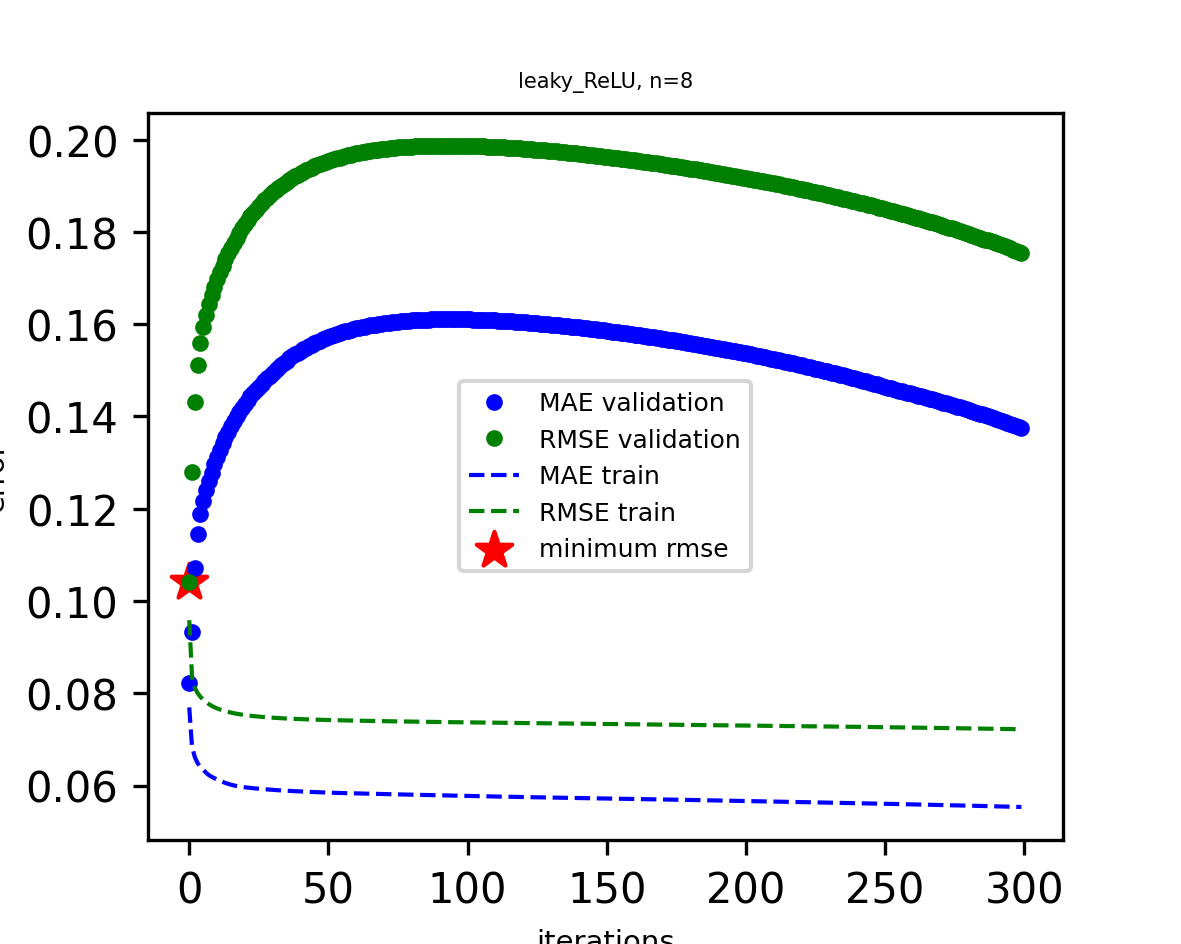 leaky_ReLU, n=8
0.20
0.18
0.16
0.14
0.12
0.10
0.08
0.06
MAE validation
RMSE validation
MAE train
RMSE train
minimum rmse
0 50 100 150 200 250 300
iterations